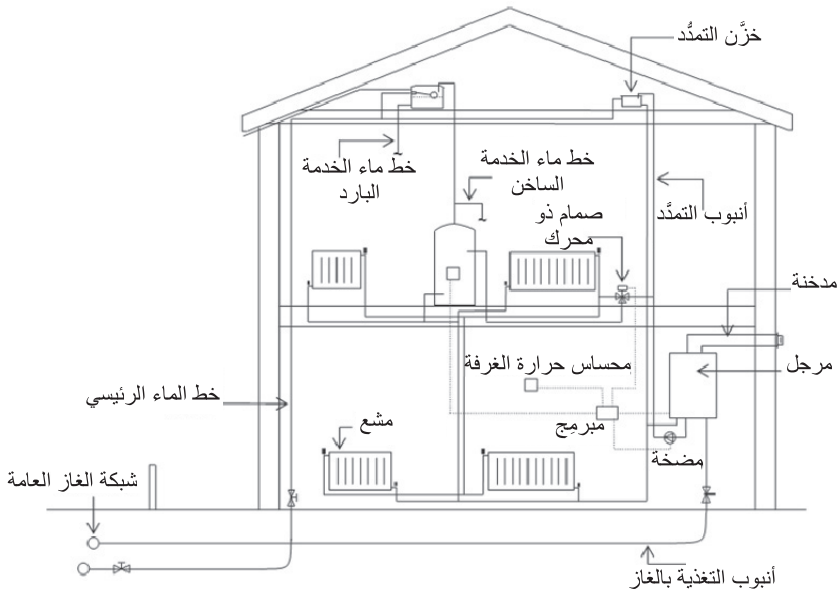 خزَّن التمدُّد
خط ماء الخدمة
البارد
خط ماء الخدمة
الساخن
صمام ذو
محرك
أنبوب التمدَّد
مدخنة
محساس حرارة الغرفة
مرجل
خط الماء الرئيسي
مشع
مبرمِج
مضخة
شبكة الغاز العامة
أنبوب التغذية بالغاز